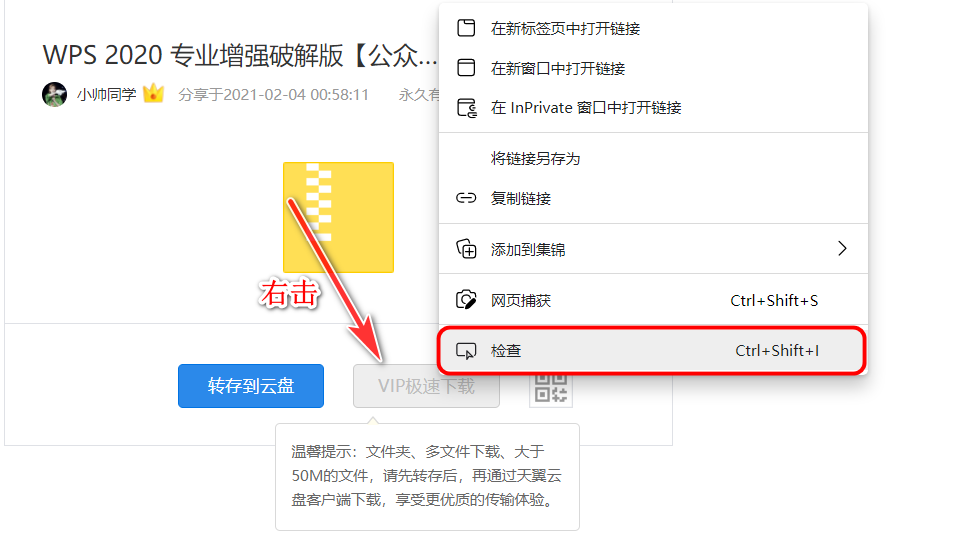 WPS 2020 专业增强破解版【公众...
小帅同学 分享于2021-02-04 00:58:11 永久有
在新标签页中打开链接
在新窗口中打开链接
在 InPrivate 窗口中打开链接
将链接另存为
复制链接
添加到集锦
网页捕获 Ctrl+Shift+S
检查 Ctrl+Shift+I
右击
转存到云盘
VIP极速下载
温馨提示：文件夹、多文件下载、大于
50M的文件，请先转存后，再通过天翼云
盘客户端下载，享受更优质的传输体验。